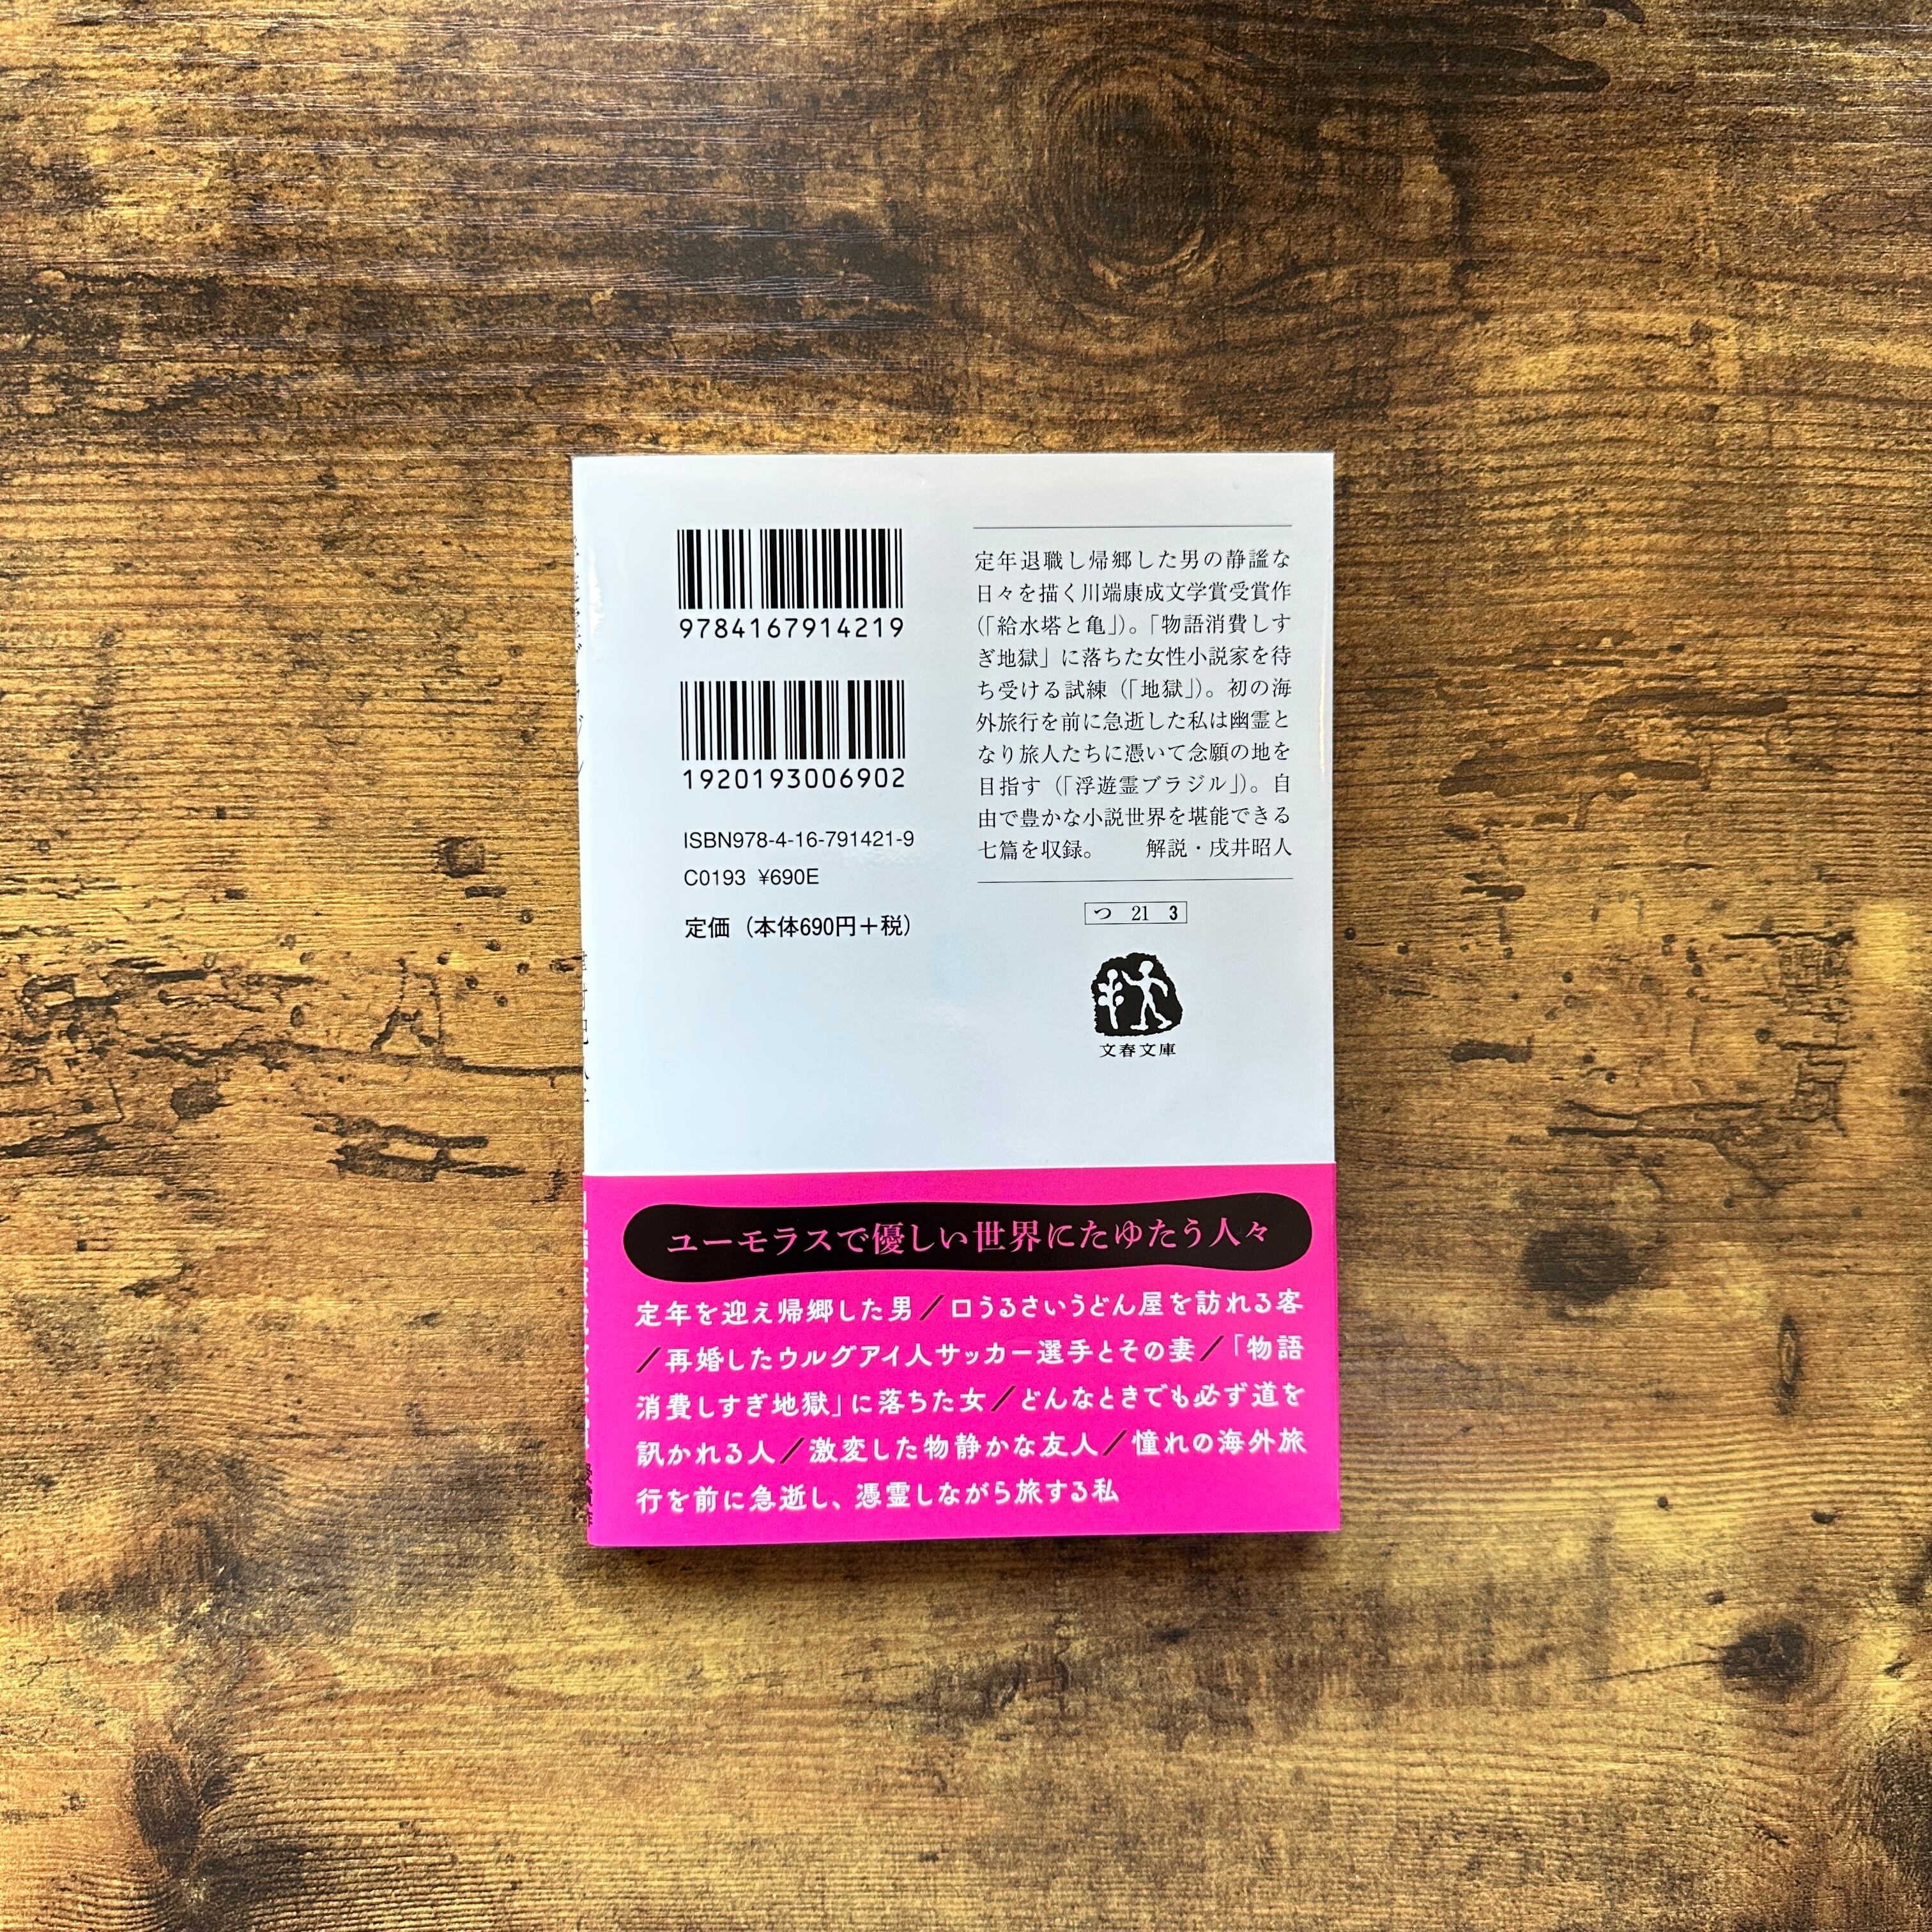 9784167914219
1920193006902
ISBN978-4-16-791421-9
C0193 ¥690E
定価（本体690円＋税）
定年退職し帰郷した男の静謐な
日々を描く川端康成文学賞受賞作
（「給水塔と亀」）。「物語消費しす
ぎ地獄」に落ちた女性小説家を待
ち受ける試練（「地獄」）。初の海
外旅行を前に急逝した私は幽霊と
なり旅人たちに憑いて念願の地を
目指す（「浮遊霊ブラジル」）。自
由で豊かな小説世界を堪能できる
七篇を収録。　解説・戌井昭人
つ 21 3
文春文庫
ユーモラスで優しい世界にたゆたう人々
定年を迎え帰郷した男／口うるさいうどん屋を訪れる客
／再婚したウルグアイ人サッカー選手とその妻／「物語
消費しすぎ地獄」に落ちた女／どんなときでも必ず道を
訊かれる人／激変した物静かな友人／憧れの海外旅
行を前に急逝し、憑霊しながら旅する私